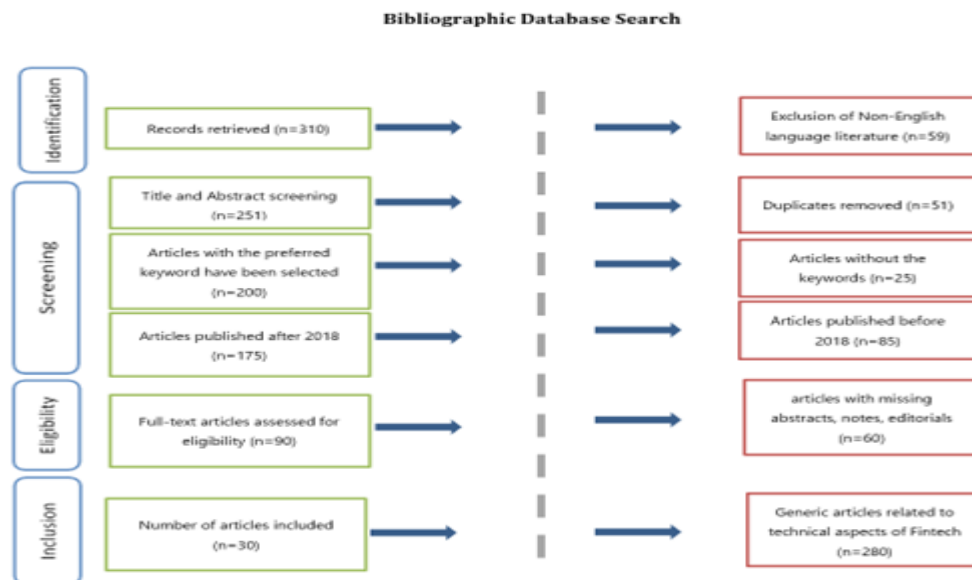 Bibliographic Database Search
Identification
Records retrieved (n=310)
Exclusion of Non-English
language literature (n=59)
Screening
Title and Abstract screening
(n=251)
Duplicates removed (n=51)
Articles with the preferred
keyword have been selected
(n=200)
Articles without the
keywords (n=25)
Articles published after 2018
(n=175)
Articles published before
2018 (n=85)
Eligibility
Full-text articles assessed for
eligibility (n=90)
articles with missing
abstracts, notes, editorials
(n=60)
Inclusion
Number of articles included
(n=30)
Generic articles related to
technical aspects of Fintech
(n=280)